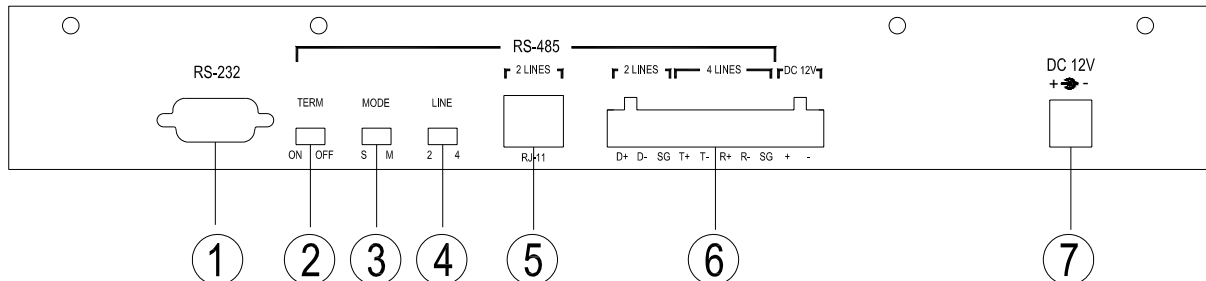 RS-485
RS-232
2 LINES
2 LINES
4 LINES
DC 12V
DC 12V
+ -
TERM
MODE
LINE
ON OFF
S M
2 4
RJ-11
D+ D- SG T+ T- R+ R- SG + -
1 2 3 4 5 6 7